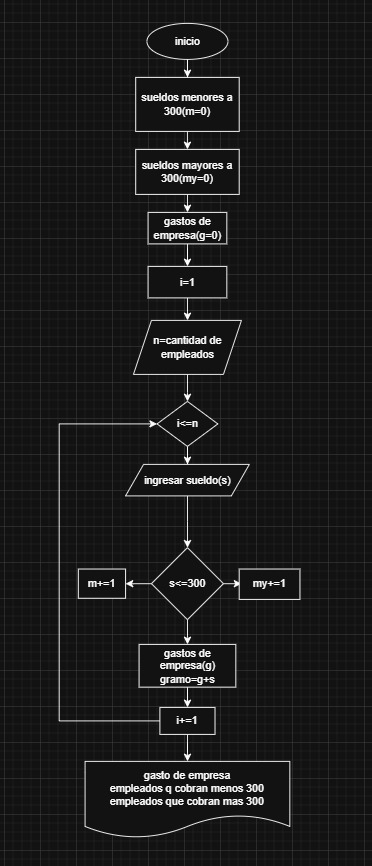 inicio
sueldos menores a
300(m=0)
sueldos mayores a
300(my=0)
gastos de
empresa(g=0)
i=1
n=cantidad de
empleados
i<=n
ingresar sueldo(s)
m+=1
s<=300
my+=1
gastos de
empresa(g)
gramo=g+s
i+=1
gasto de empresa
empleados q cobran menos 300
empleados que cobran mas 300